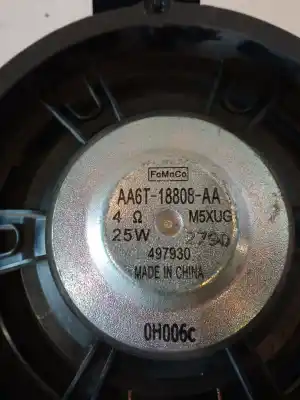 FoMoCo
AA6T-18808-AA
4 Ω M5XUG
25W 2790
497930
MADE IN CHINA
0H006c